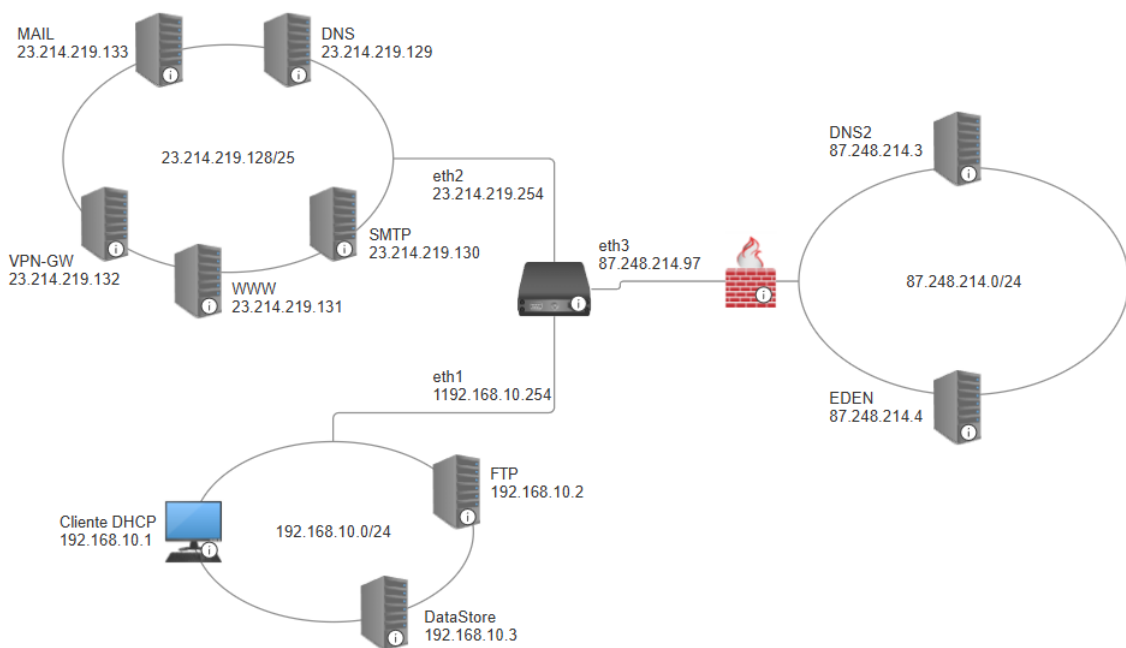 MAIL
23.214.219.133
DNS
23.214.219.129
23.214.219.128/25
VPN-GW
23.214.219.132
WWW
23.214.219.131
SMTP
23.214.219.130
eth2
23.214.219.254
eth3
87.248.214.97
DNS2
87.248.214.3
87.248.214.0/24
EDEN
87.248.214.4
eth1
1192.168.10.254
Cliente DHCP
192.168.10.1
192.168.10.0/24
FTP
192.168.10.2
DataStore
192.168.10.3